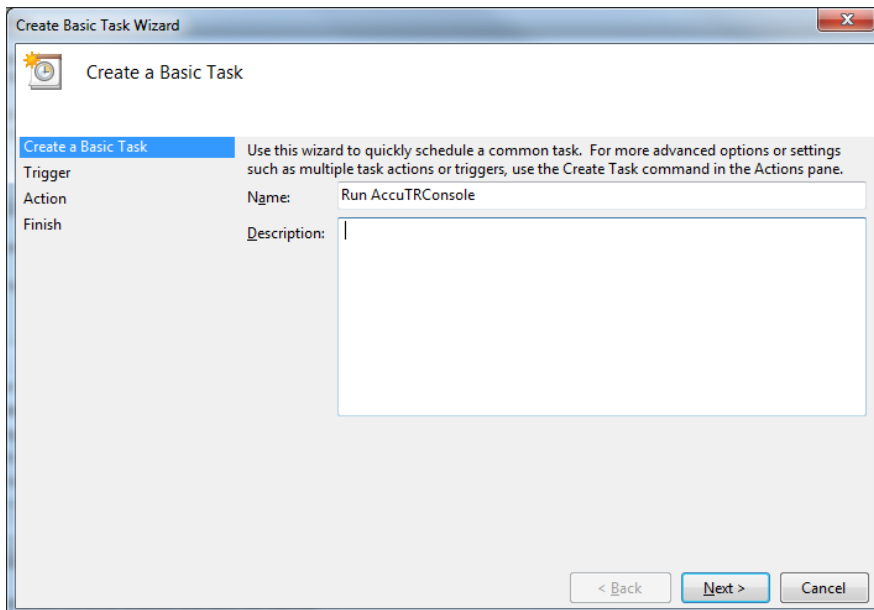 Create Basic Task Wizard
Create a Basic Task
Create a Basic Task
Trigger
Action
Finish
Use this wizard to quickly schedule a common task.  For more advanced options or settings
such as multiple task actions or triggers, use the Create Task command in the Actions pane.
Name:
Run AccuTRConsole
Description:
< Back
Next >
Cancel